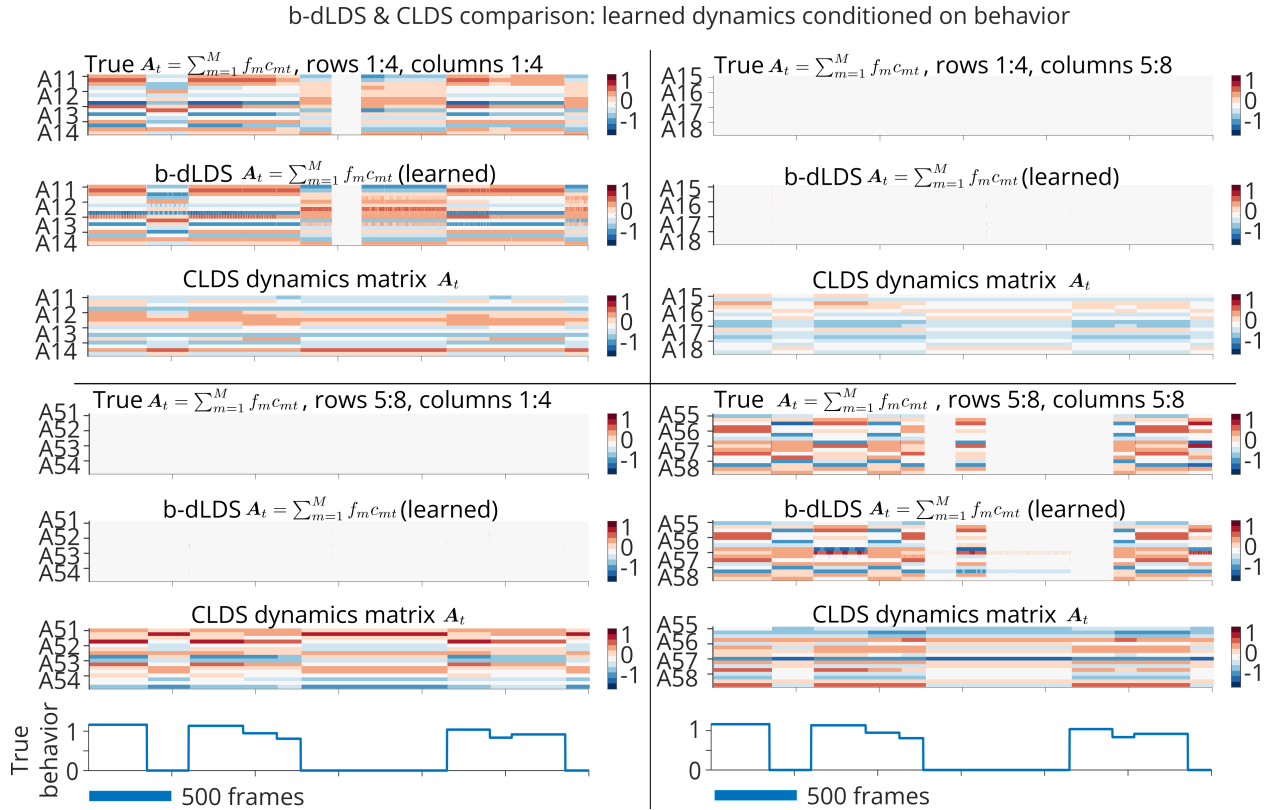 b-dLDS & CLDS comparison: learned dynamics conditioned on behavior
True A_t = ∑_{m=1}^{M} f_m c_{mt}, rows 1:4, columns 1:4
A11
A12
A13
A14
1
0
-1
b-dLDS A_t = ∑_{m=1}^{M} f_m c_{mt} (learned)
A11
A12
A13
A14
1
0
-1
CLDS dynamics matrix A_t
A11
A12
A13
A14
1
0
-1
True A_t = ∑_{m=1}^{M} f_m c_{mt} , rows 1:4, columns 5:8
A15
A16
A17
A18
1
0
-1
b-dLDS A_t = ∑_{m=1}^{M} f_m c_{mt} (learned)
A15
A16
A17
A18
1
0
-1
CLDS dynamics matrix A_t
A15
A16
A17
A18
1
0
-1
True A_t = ∑_{m=1}^{M} f_m c_{mt} , rows 5:8, columns 1:4
A51
A52
A53
A54
1
0
-1
b-dLDS A_t = ∑_{m=1}^{M} f_m c_{mt} (learned)
A51
A52
A53
A54
1
0
-1
CLDS dynamics matrix A_t
A51
A52
A53
A54
1
0
-1
True
behavior
1
0
500 frames
True A_t = ∑_{m=1}^{M} f_m c_{mt} , rows 5:8, columns 5:8
A55
A56
A57
A58
1
0
-1
b-dLDS A_t = ∑_{m=1}^{M} f_m c_{mt} (learned)
A55
A56
A57
A58
1
0
-1
CLDS dynamics matrix A_t
A55
A56
A57
A58
1
0
-1
1
0
500 frames